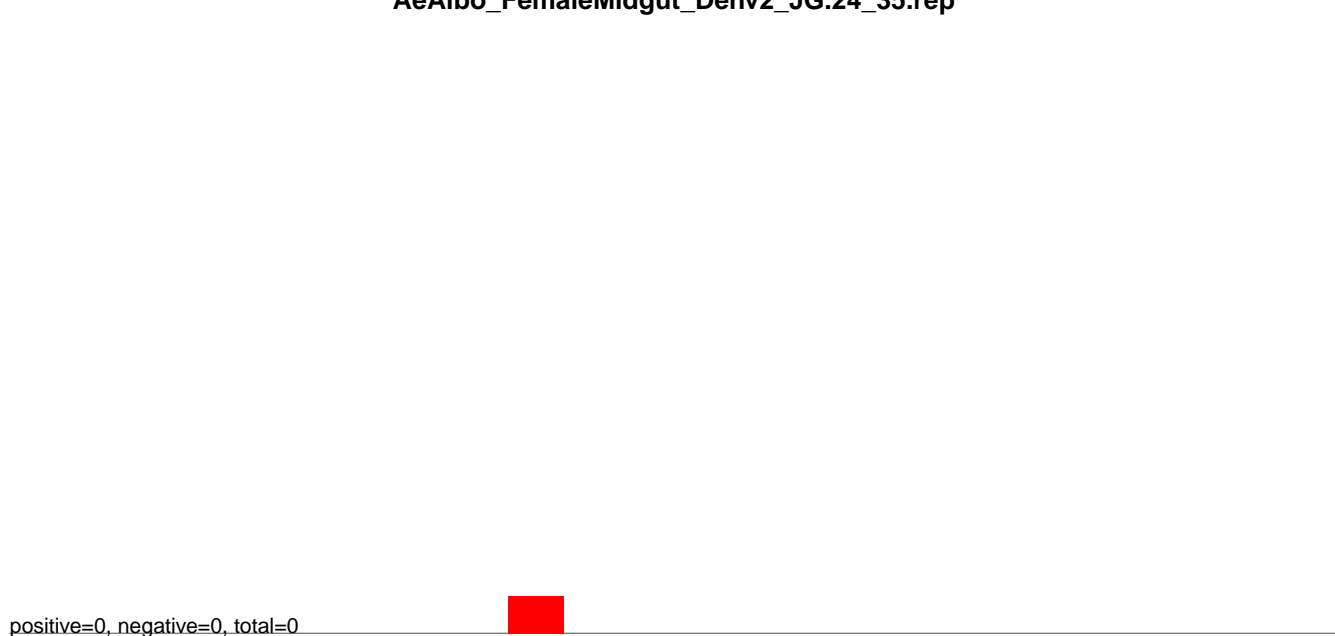 AeAlbo_FemaleMidgut_Denv2_JG.24_35.rep
positive=0, negative=0, total=0